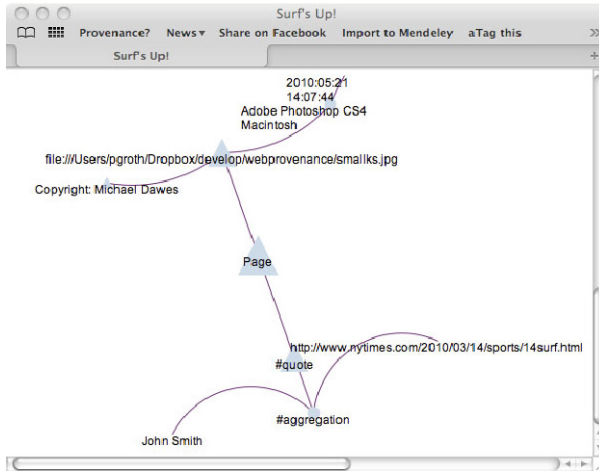 Surf's Up!
Provenance? News▾ Share on Facebook Import to Mendeley aTag this »
Surf's Up! +
2010:05:21
14:07:44
Adobe Photoshop CS4
Macintosh
file:///Users/pgroth/Dropbox/develop/webprovenance/smallks.jpg
Copyright: Michael Dawes
Page
http://www.nytimes.com/2010/03/14/sports/14surf.html
#quote
#aggregation
John Smith